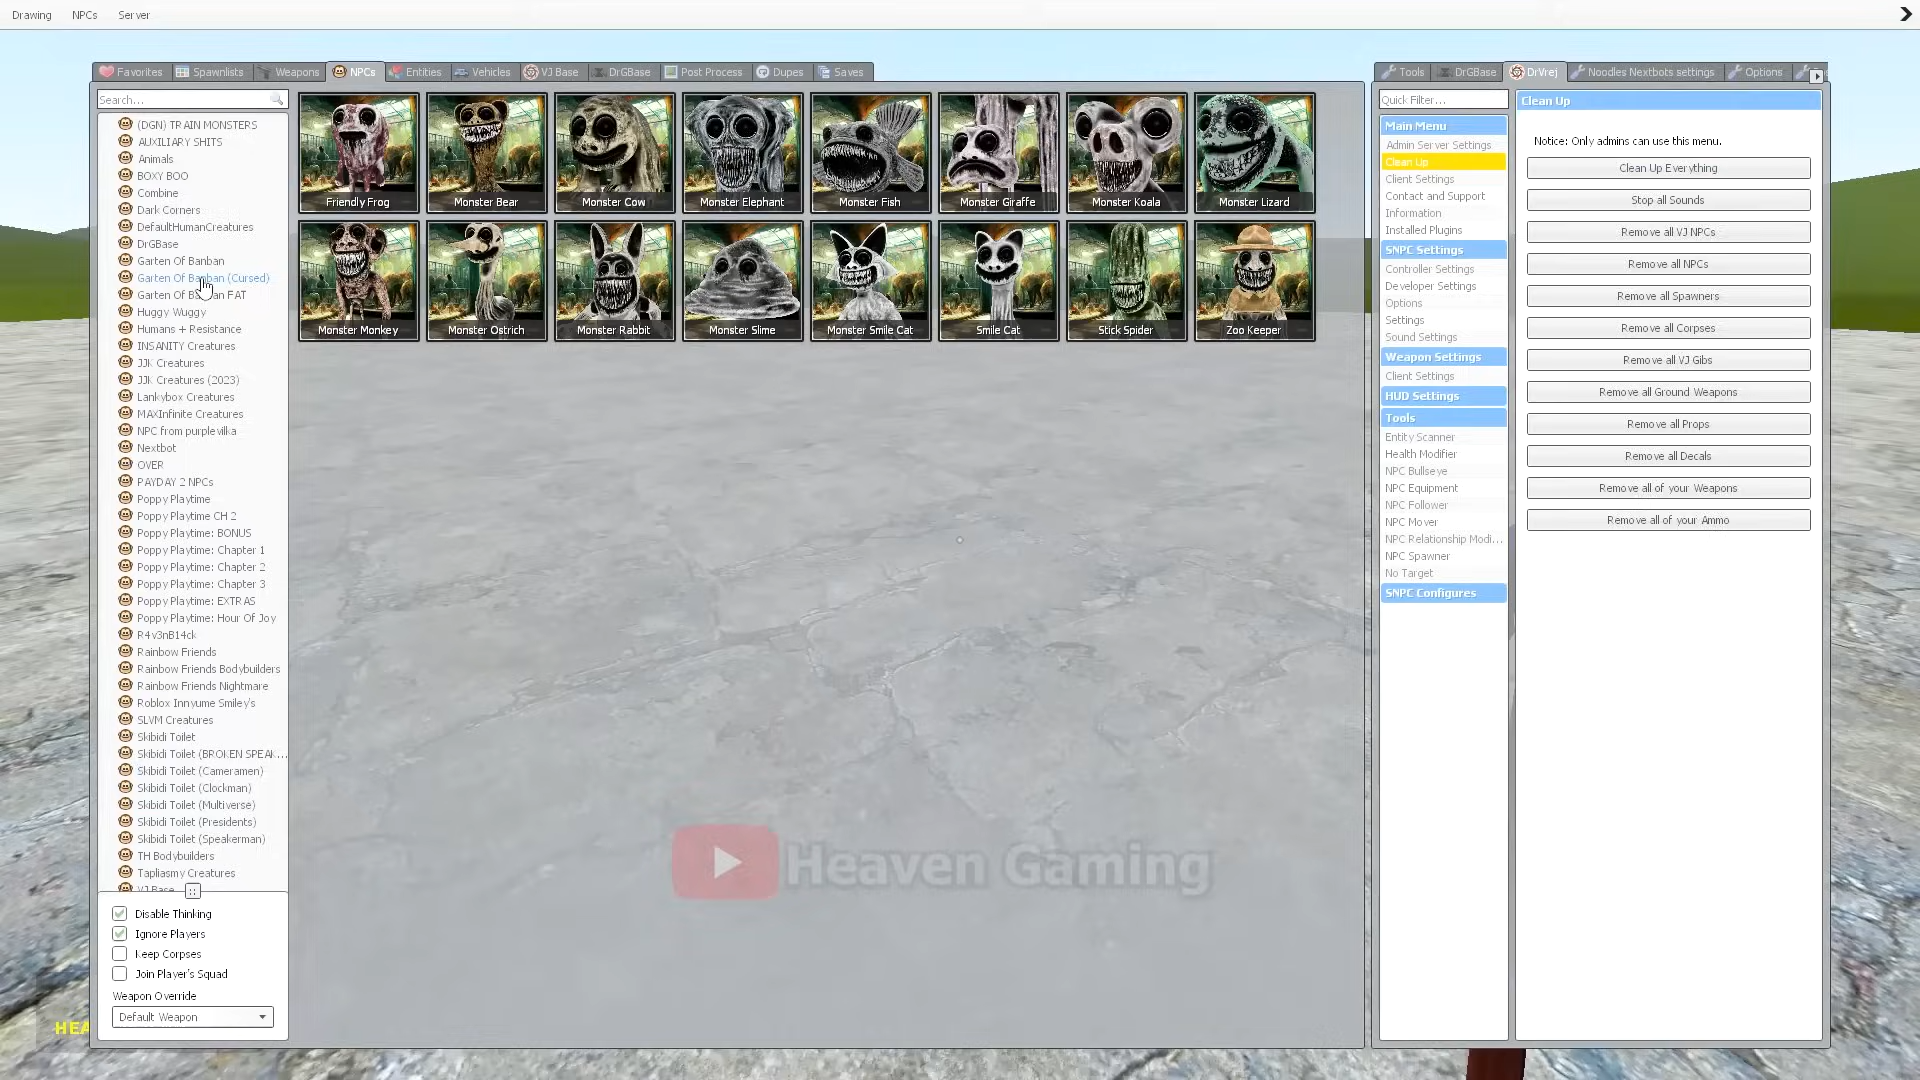 Drawing NPCs Server
Favorites Spawnlists Weapons NPCs Entities Vehicles VJ Base DrGBase Post Process Dupes Saves
Search...
(DGN) TRAIN MONSTERS
AUXILIARY SHITS
Animals
BOXY BOO
Combine
Dark Corners
DefaultHumanCreatures
DrGBase
Garten Of Banban
Garten Of Banban (Cursed)
Garten Of Banban FAT
Huggy Wuggy
Humans + Resistance
INSANITY Creatures
JJK Creatures
JJK Creatures (2023)
Lankybox Creatures
MAXInfinite Creatures
NPC from purplevilka
Nextbot
OVER
PAYDAY 2 NPCs
Poppy Playtime
Poppy Playtime CH 2
Poppy Playtime: BONUS
Poppy Playtime: Chapter 1
Poppy Playtime: Chapter 2
Poppy Playtime: Chapter 3
Poppy Playtime: EXTRAS
Poppy Playtime: Hour Of Joy
R4v3nB14ck
Rainbow Friends
Rainbow Friends Bodybuilders
Rainbow Friends Nightmare
Roblox Innyume Smiley's
SLVM Creatures
Skibidi Toilet
Skibidi Toilet (BROKEN SPEAK...
Skibidi Toilet (Cameramen)
Skibidi Toilet (Clockman)
Skibidi Toilet (Multiverse)
Skibidi Toilet (Presidents)
Skibidi Toilet (Speakerman)
TH Bodybuilders
Tapliasmy Creatures
VJ Base
Disable Thinking
Ignore Players
Keep Corpses
Join Player's Squad
Weapon Override
Default Weapon
HEA
Friendly Frog Monster Bear Monster Cow Monster Elephant Monster Fish Monster Giraffe Monster Koala Monster Lizard
Monster Monkey Monster Ostrich Monster Rabbit Monster Slime Monster Smile Cat Smile Cat Stick Spider Zoo Keeper
Heaven Gaming
Tools DrGBase DrVrej Noodles Nextbots settings Options
Quick Filter...
Main Menu
Admin Server Settings
Clean Up
Client Settings
Contact and Support
Information
Installed Plugins
SNPC Settings
Controller Settings
Developer Settings
Options
Settings
Sound Settings
Weapon Settings
Client Settings
HUD Settings
Tools
Entity Scanner
Health Modifier
NPC Bullseye
NPC Equipment
NPC Follower
NPC Mover
NPC Relationship Modi...
NPC Spawner
No Target
SNPC Configures
Clean Up
Notice: Only admins can use this menu.
Clean Up Everything
Stop all Sounds
Remove all VJ NPCs
Remove all NPCs
Remove all Spawners
Remove all Corpses
Remove all VJ Gibs
Remove all Ground Weapons
Remove all Props
Remove all Decals
Remove all of your Weapons
Remove all of your Ammo